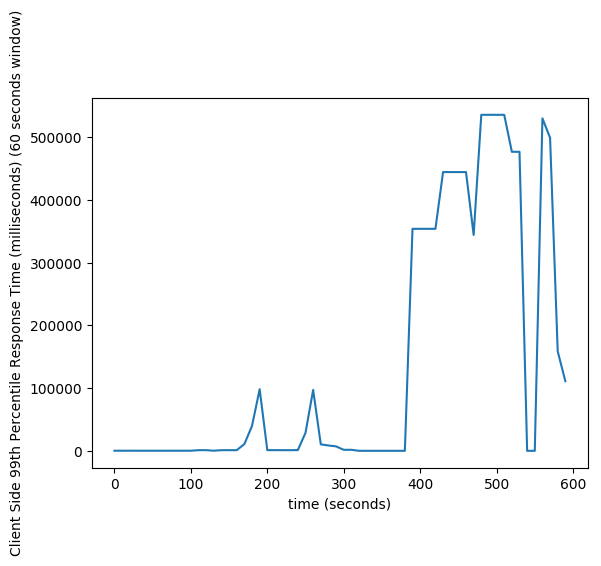 Client Side 99th Percentile Response Time (milliseconds) (60 seconds window)
500000
400000
300000
200000
100000
0
0 100 200 300 400 500 600
time (seconds)